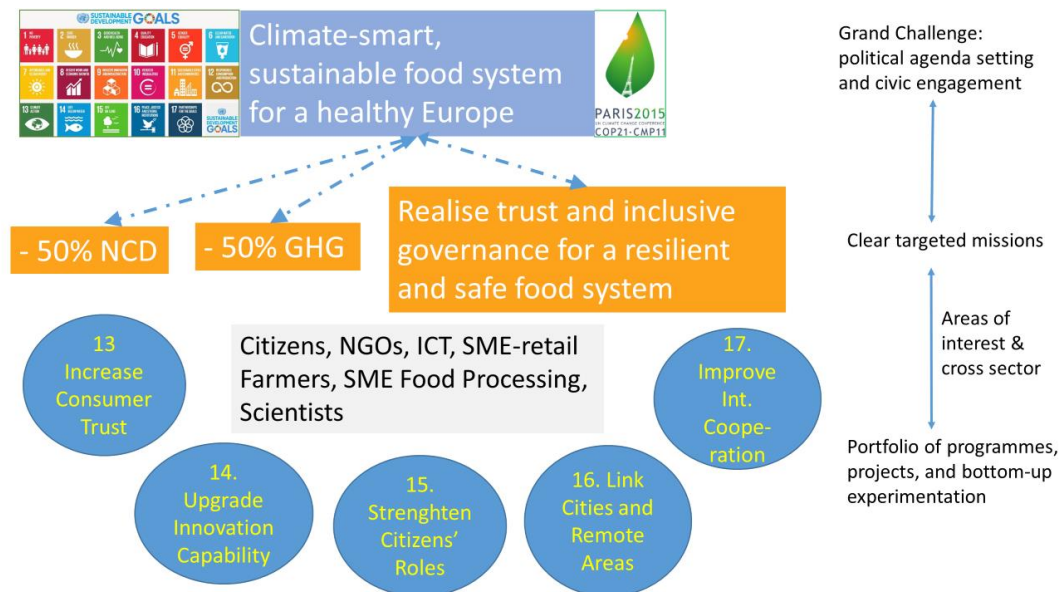 SUSTAINABLE DEVELOPMENT GOALS
Climate-smart,
sustainable food system
for a healthy Europe
PARIS2015
UN CLIMATE CHANGE CONFERENCE
COP21·CMP11
Grand Challenge:
political agenda setting
and civic engagement
- 50% NCD
- 50% GHG
Realise trust and inclusive
governance for a resilient
and safe food system
Clear targeted missions
Areas of
interest &
cross sector
13
Increase
Consumer
Trust
Citizens, NGOs, ICT, SME-retail
Farmers, SME Food Processing,
Scientists
17.
Improve
Int.
Coope-
ration
14.
Upgrade
Innovation
Capability
15.
Strenghten
Citizens'
Roles
16. Link
Cities and
Remote
Areas
Portfolio of programmes,
projects, and bottom-up
experimentation